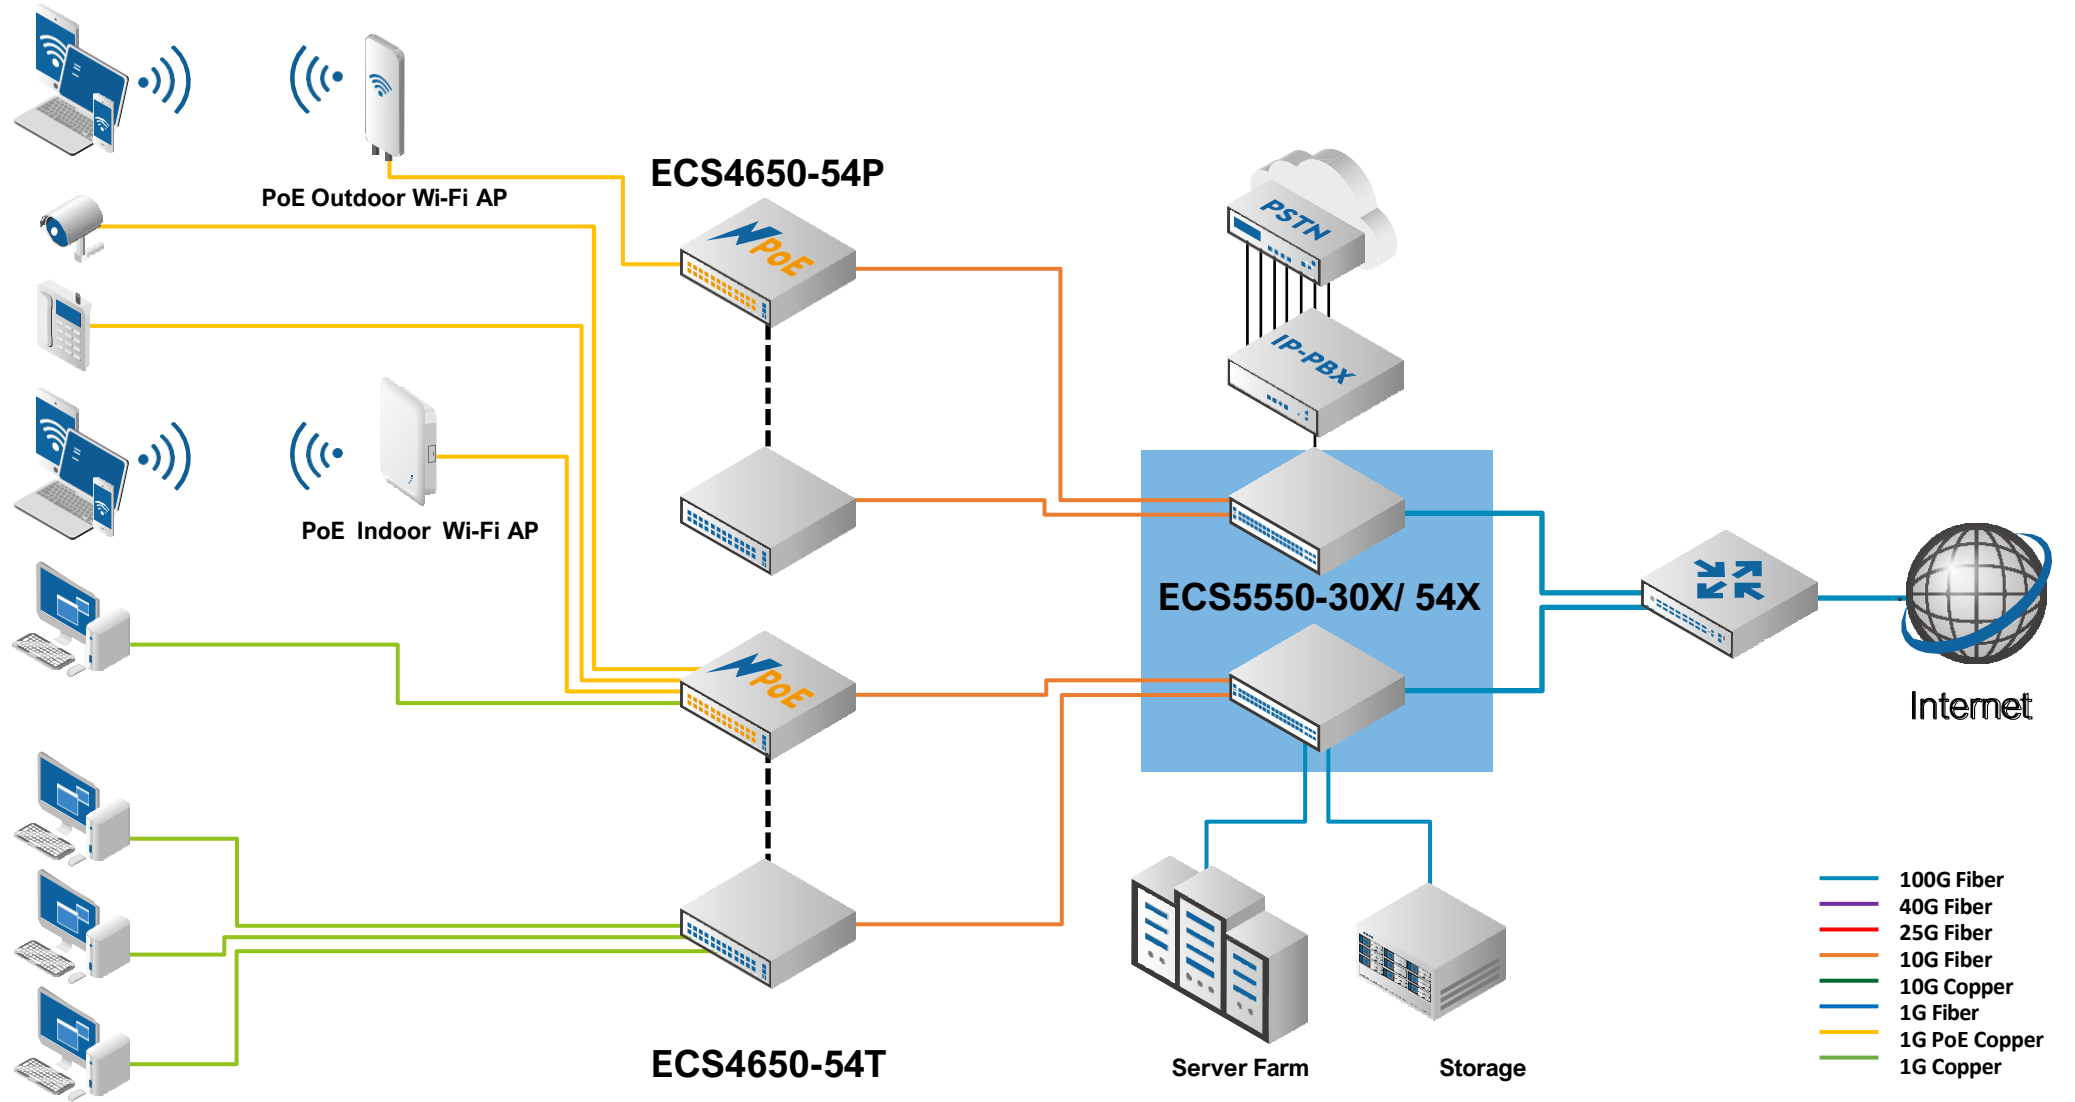 PoE Outdoor Wi-Fi AP
ECS4650-54P
PoE
PSTN
IP-PBX
PoE Indoor Wi-Fi AP
ECS5550-30X/ 54X
PoE
Internet
ECS4650-54T
Server Farm
Storage
100G Fiber
40G Fiber
25G Fiber
10G Fiber
10G Copper
1G Fiber
1G PoE Copper
1G Copper